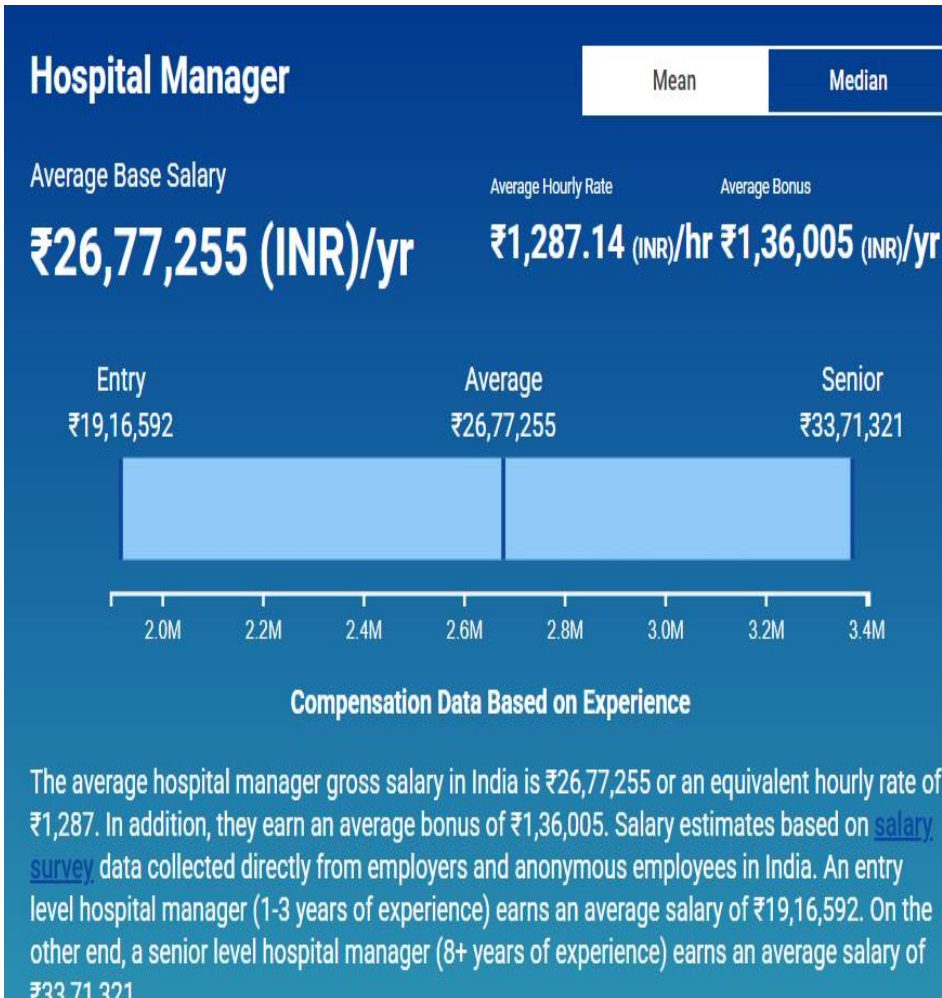 Hospital Manager
Mean Median
Average Base Salary
Average Hourly Rate Average Bonus
₹26,77,255 (INR)/yr
₹1,287.14 (INR)/hr ₹1,36,005 (INR)/yr
Entry Average Senior
₹19,16,592 ₹26,77,255 ₹33,71,321
2.0M 2.2M 2.4M 2.6M 2.8M 3.0M 3.2M 3.4M
Compensation Data Based on Experience
The average hospital manager gross salary in India is ₹26,77,255 or an equivalent hourly rate of
₹1,287. In addition, they earn an average bonus of ₹1,36,005. Salary estimates based on salary
survey data collected directly from employers and anonymous employees in India. An entry
level hospital manager (1-3 years of experience) earns an average salary of ₹19,16,592. On the
other end, a senior level hospital manager (8+ years of experience) earns an average salary of
₹33,71,321